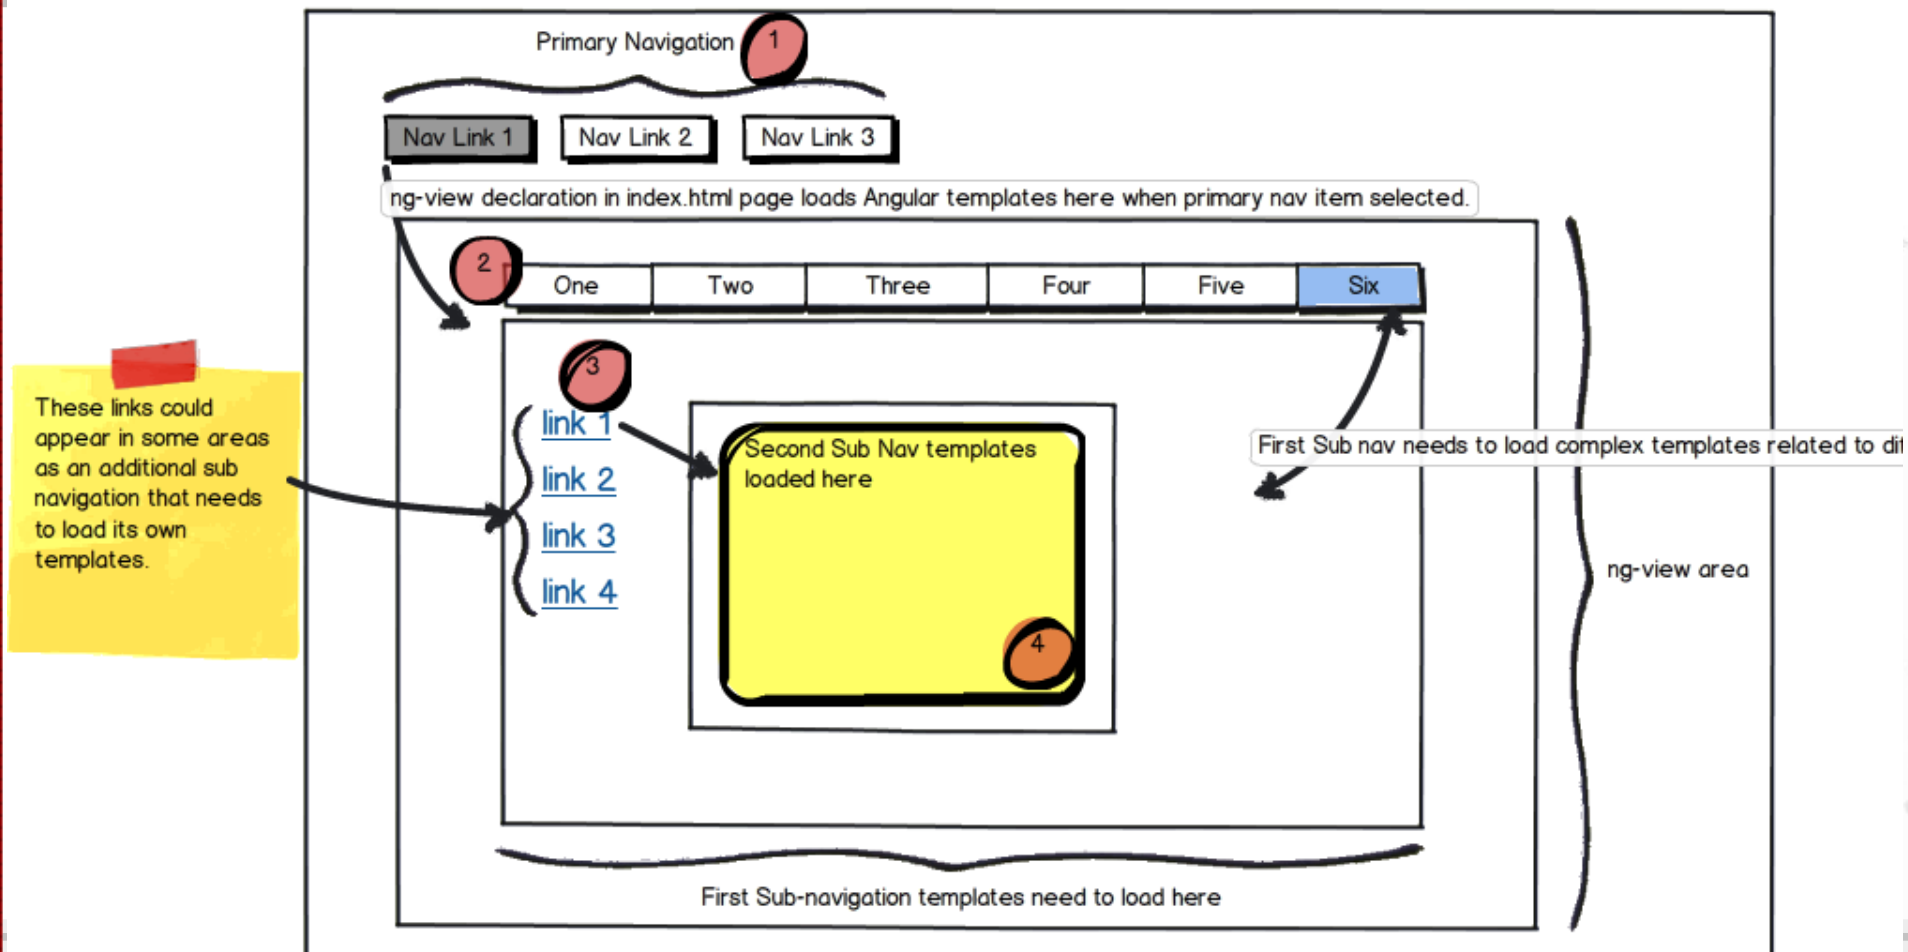 Primary Navigation
1
Nav Link 1
Nav Link 2
Nav Link 3
ng-view declaration in index.html page loads Angular templates here when primary nav item selected.
2
One
Two
Three
Four
Five
Six
3
These links could
appear in some areas
as an additional sub
navigation that needs
to load its own
templates.
link 1
link 2
link 3
link 4
Second Sub Nav templates
loaded here
4
First Sub nav needs to load complex templates related to
ng-view area
First Sub-navigation templates need to load here